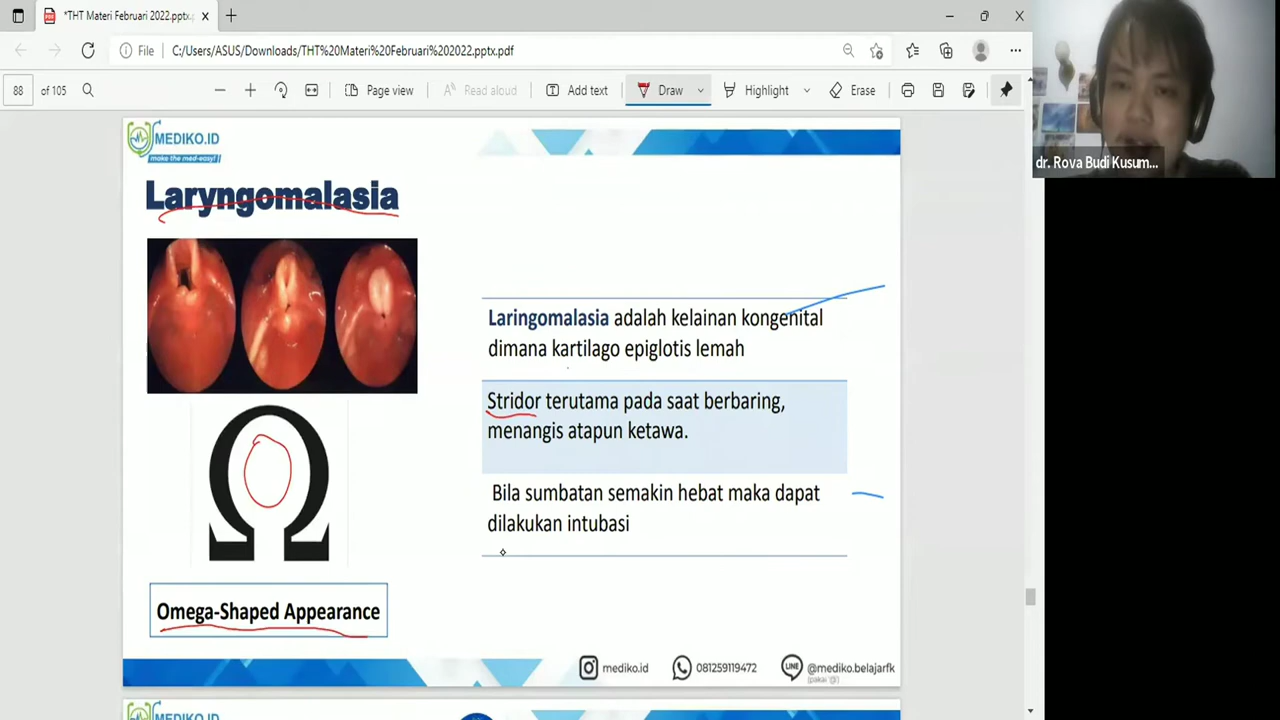 *THT Materi Februari 2022.pptx.
File
C:/Users/ASUS/Downloads/THT%20Materi%20Februari%202022.pptx.pdf
88 of 105
Page view
Read aloud
Add text
Draw
Highlight
Erase
dr. Rova Budi Kusum...
MEDIKO.ID
make the med-easy!
Laryngomalasia
Laringomalasia adalah kelainan kongenital
dimana kartilago epiglotis lemah
Stridor terutama pada saat berbaring,
menangis atapun ketawa.
Bila sumbatan semakin hebat maka dapat
dilakukan intubasi
Ω
Omega-Shaped Appearance
mediko.id
081259119472
LINE
@mediko.belajarfk
(pakai '@')
MEDIKO.ID